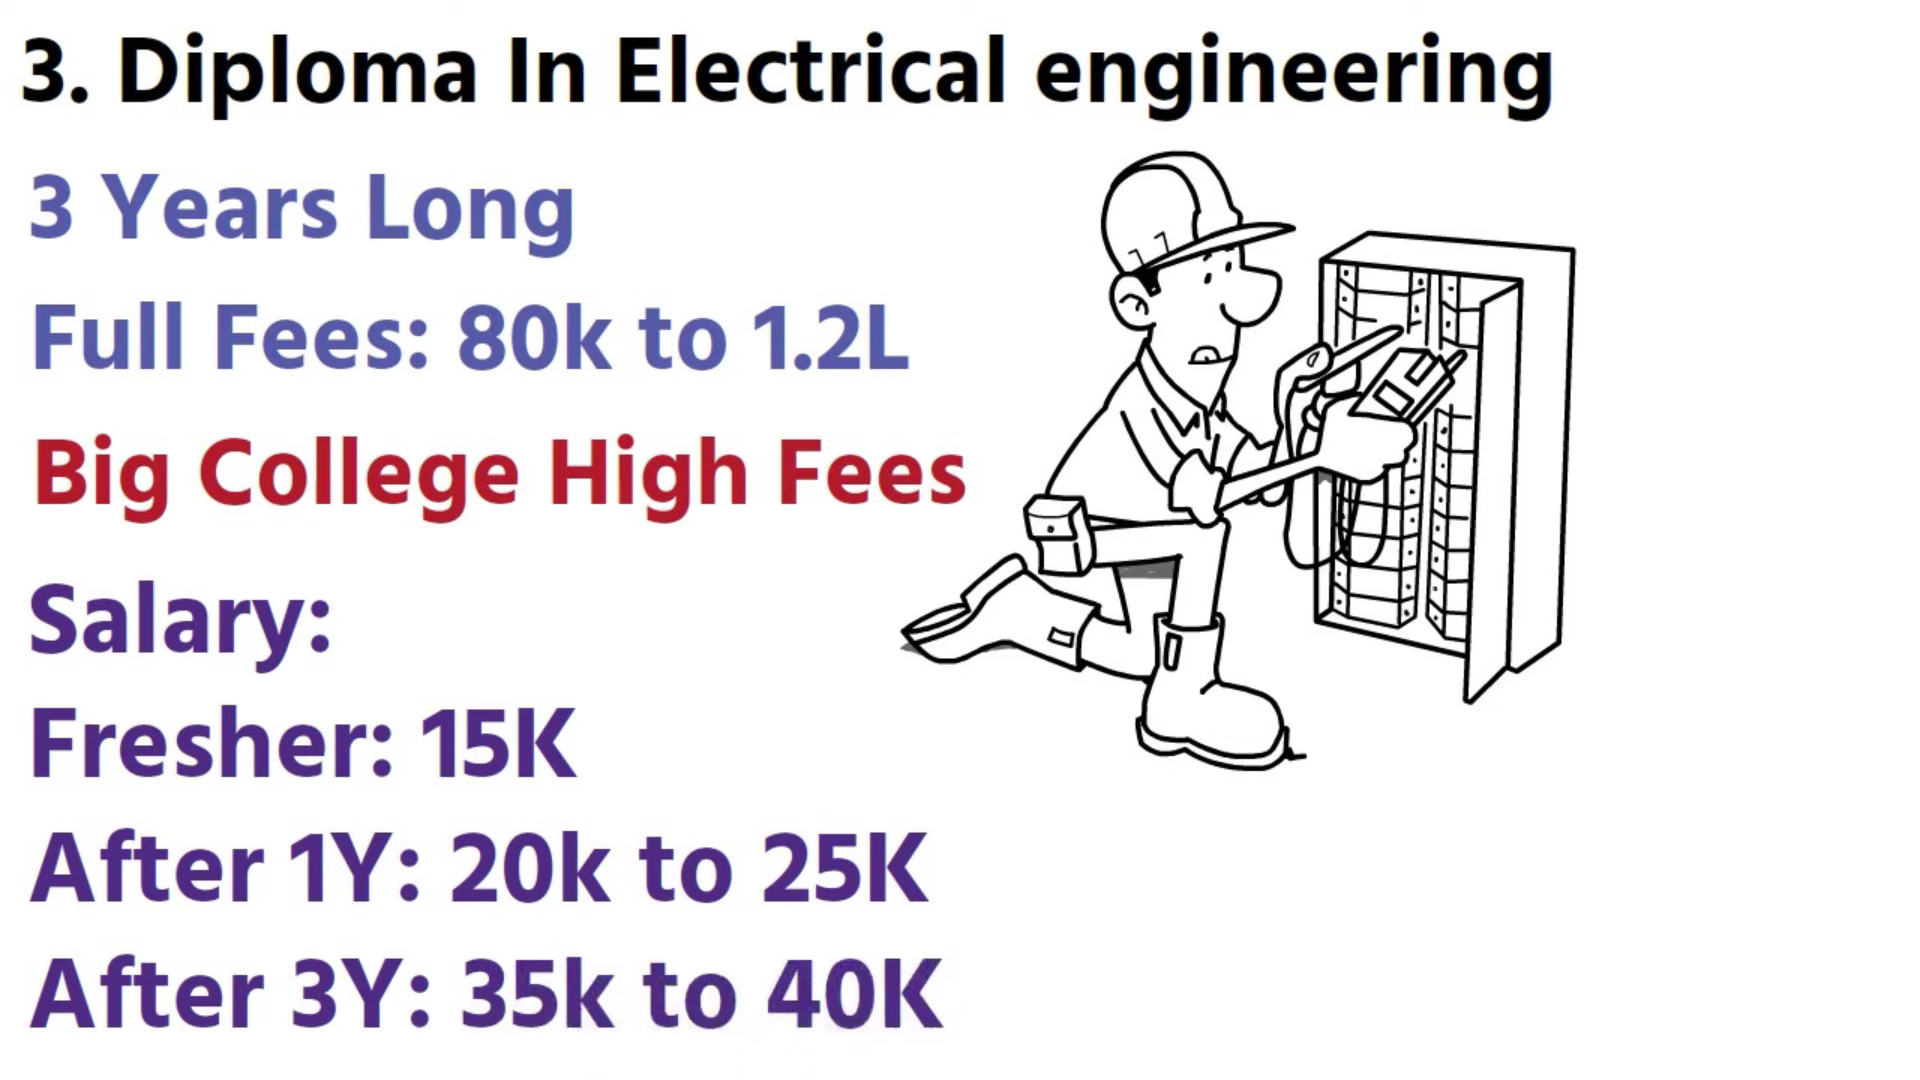 3. Diploma In Electrical engineering
3 Years Long
Full Fees: 80k to 1.2L
Big College High Fees
Salary:
Fresher: 15K
After 1Y: 20k to 25K
After 3Y: 35k to 40K